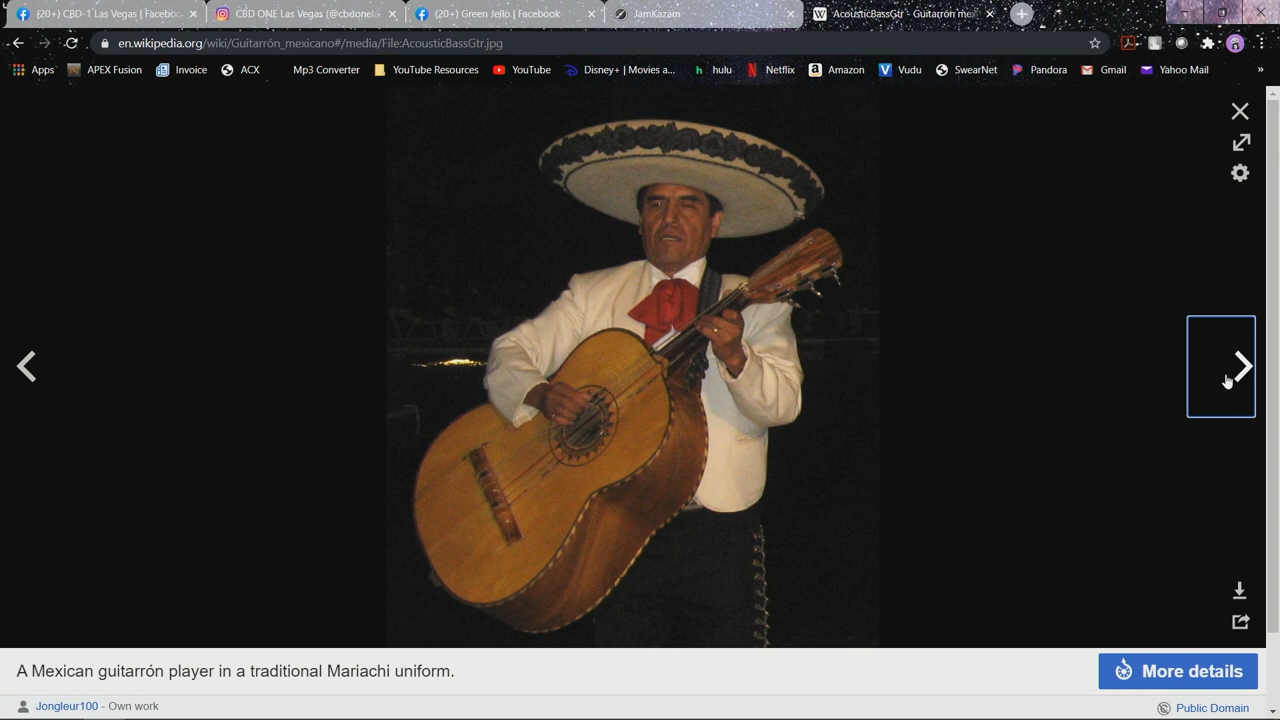 (20+) CBD-1 Las Vegas | Faceboo
CBD ONE Las Vegas (@cbdonela
(20+) Green Jello | Facebook
JamKazam
AcousticBassGtr - Guitarrón me
en.wikipedia.org/wiki/Guitarrón_mexicano#/media/File:AcousticBassGtr.jpg
Apps APEX Fusion Invoice ACX Mp3 Converter YouTube Resources YouTube Disney+ | Movies a... hulu Netflix Amazon Vudu SwearNet Pandora Gmail Yahoo Mail »
A Mexican guitarrón player in a traditional Mariachi uniform.
More details
Jongleur100 - Own work
Public Domain